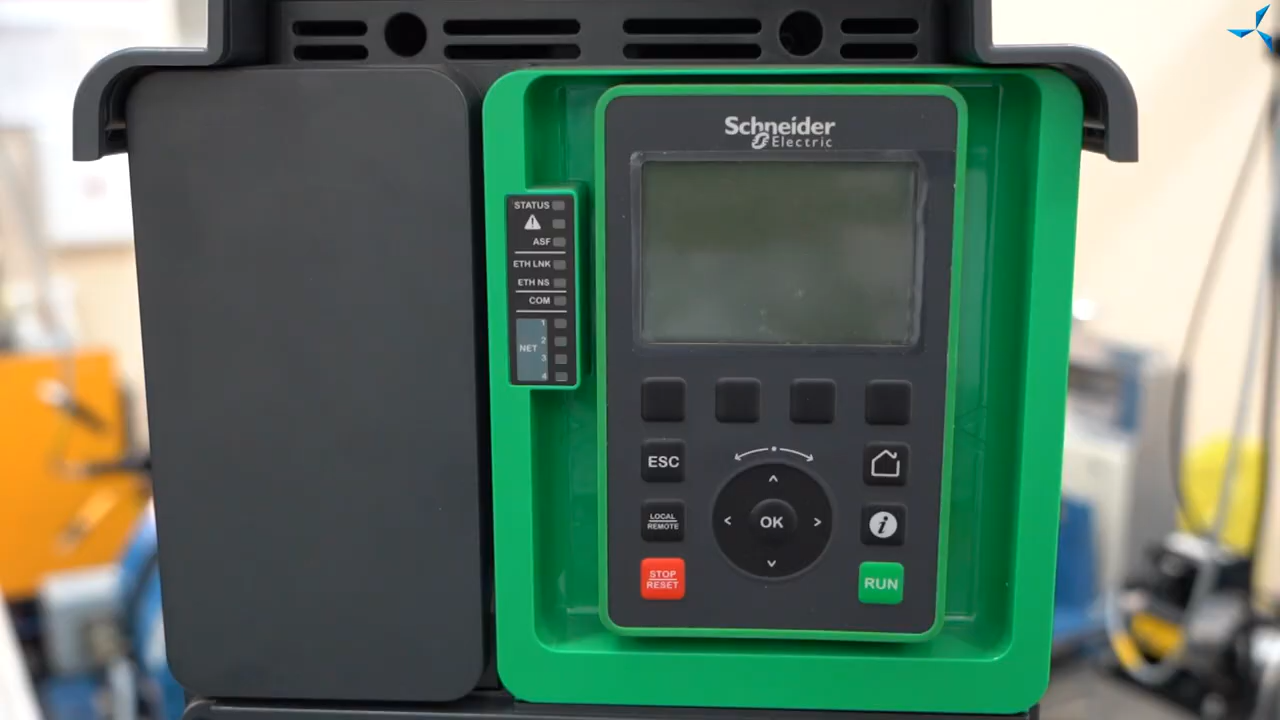 Schneider
Electric
STATUS
ASF
ETH LNK
ETH NS
COM
1
2
NET
3
4
ESC
LOCAL
REMOTE
OK
i
STOP
RESET
RUN